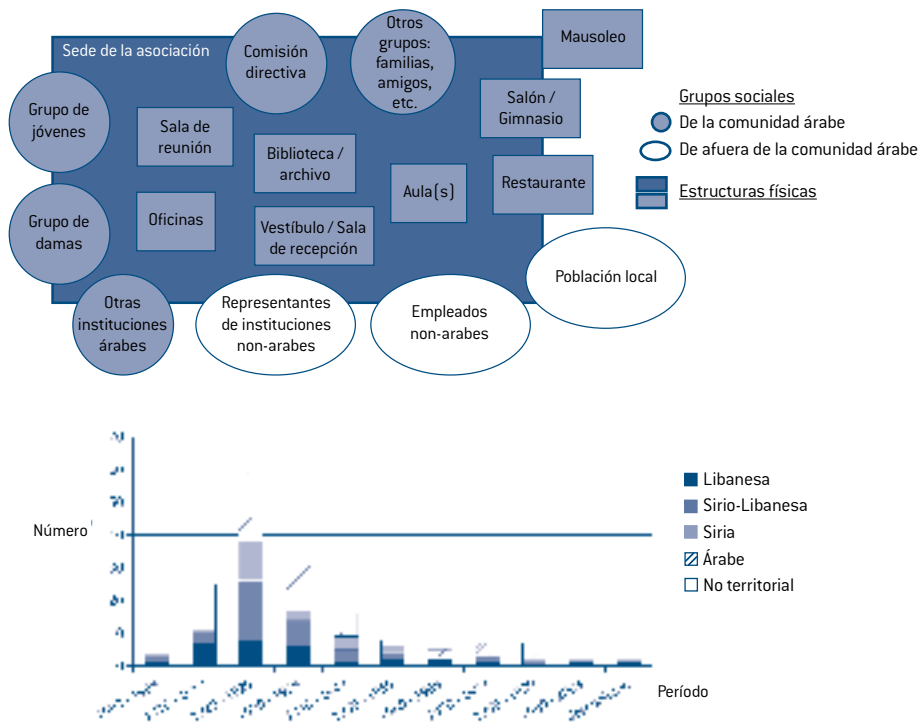 Sede de la asociación
Comisión
directiva
Otros
grupos:
familias,
amigos,
etc.
Mausoleo
Grupo de
jóvenes
Sala de
reunión
Biblioteca /
archivo
Salón /
Gimnasio
Aula(s)
Restaurante
Grupo de
damas
Oficinas
Vestíbulo / Sala
de recepción
Otras
instituciones
árabes
Representantes
de instituciones
non-arabes
Empleados
non-arabes
Población local
Grupos sociales
De la comunidad árabe
De afuera de la comunidad árabe
Estructuras físicas
Número
Libanesa
Sirio-Libanesa
Siria
Árabe
No territorial
Período